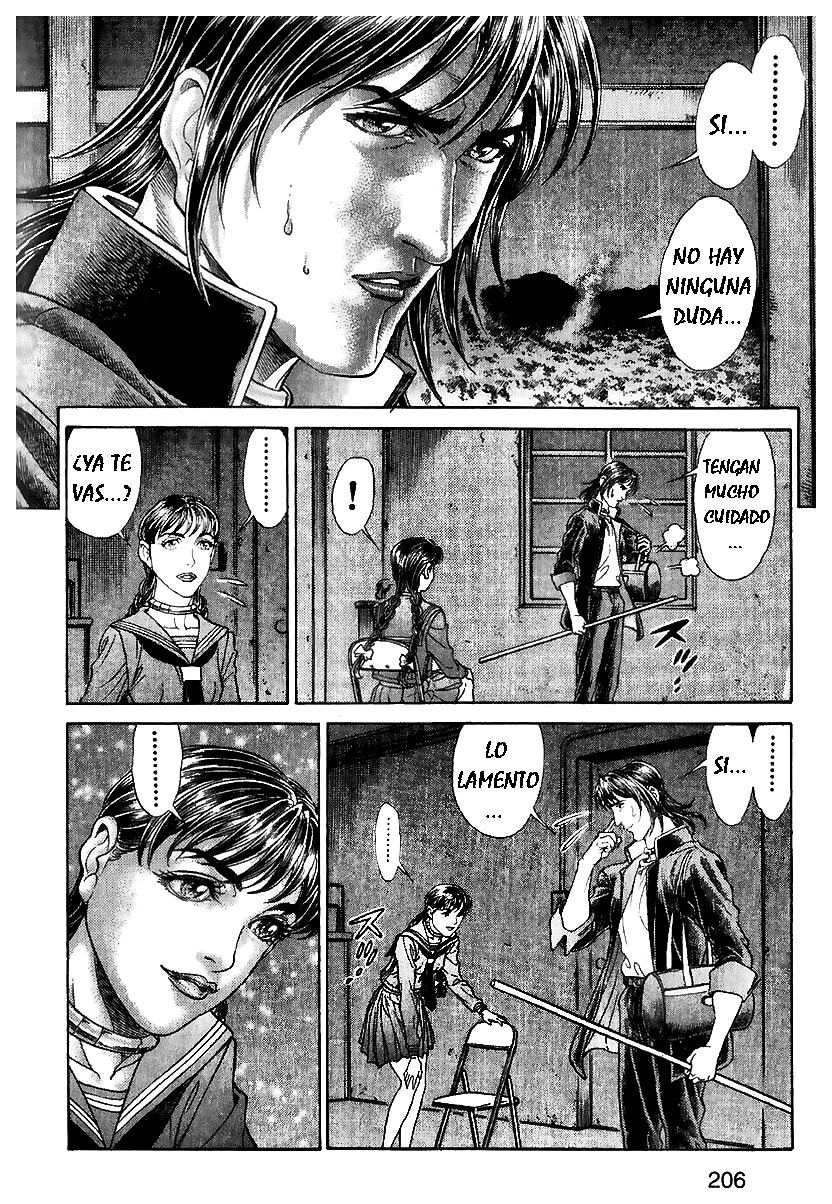 ........
SI...
NO HAY
NINGUNA
DUDA...
¿YA TE
VAS...?
........
!
TENGAN
MUCHO
CUIDADO
...
........
LO
LAMENTO
...
........
SI...
........
206